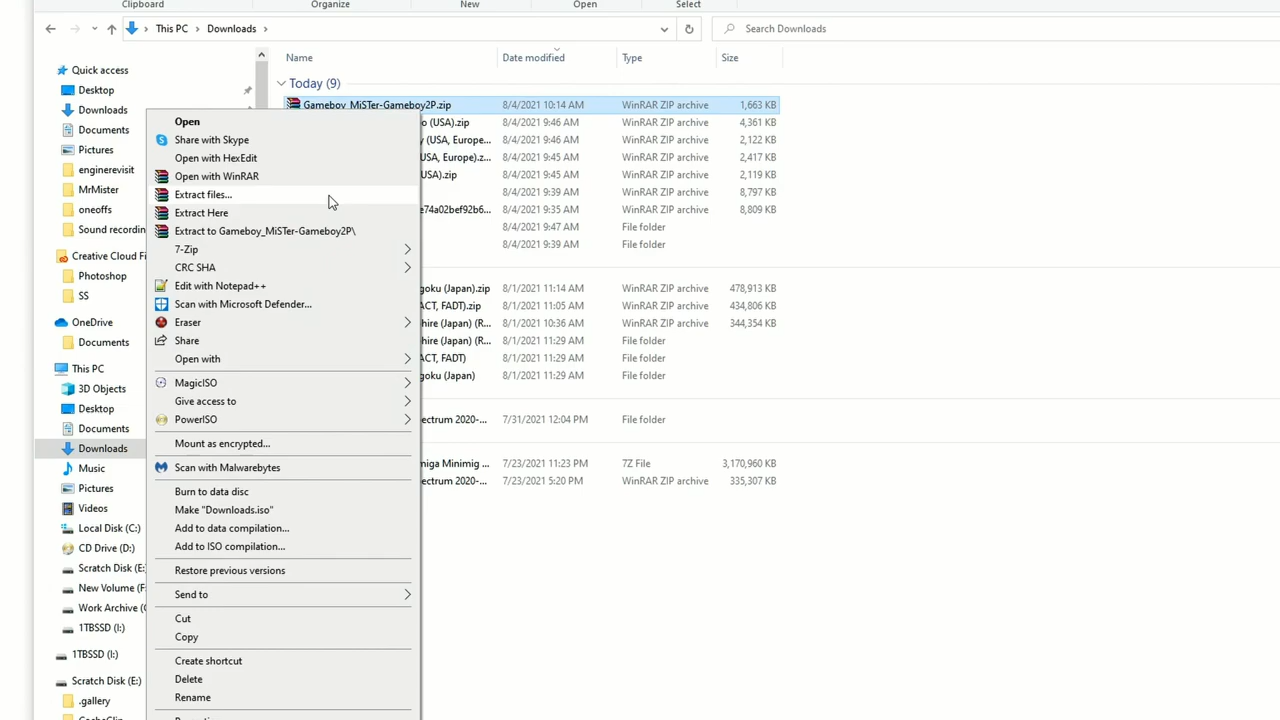 Clipboard Organize New Open Select
This PC Downloads Search Downloads
Name Date modified Type Size
Today (9)
Gameboy_MiSTer-Gameboy2P.zip 8/4/2021 10:14 AM WinRAR ZIP archive 1,663 KB
o (USA).zip 8/4/2021 9:46 AM WinRAR ZIP archive 4,361 KB
y (USA, Europe... 8/4/2021 9:46 AM WinRAR ZIP archive 2,122 KB
USA, Europe).z... 8/4/2021 9:45 AM WinRAR ZIP archive 2,417 KB
USA).zip 8/4/2021 9:45 AM WinRAR ZIP archive 2,119 KB
8/4/2021 9:39 AM WinRAR ZIP archive 8,797 KB
e74a02bef92b6... 8/4/2021 9:35 AM WinRAR ZIP archive 8,809 KB
8/4/2021 9:47 AM File folder
8/4/2021 9:39 AM File folder
goku (Japan).zip 8/1/2021 11:14 AM WinRAR ZIP archive 478,913 KB
ACT, FADT).zip 8/1/2021 11:05 AM WinRAR ZIP archive 434,806 KB
hire (Japan) (R... 8/1/2021 10:36 AM WinRAR ZIP archive 344,354 KB
hire (Japan) (R... 8/1/2021 11:29 AM File folder
ACT, FADT) 8/1/2021 11:29 AM File folder
goku (Japan) 8/1/2021 11:29 AM File folder
ectrum 2020-... 7/31/2021 12:04 PM File folder
miga Minimig ... 7/23/2021 11:23 PM 7Z File 3,170,960 KB
ectrum 2020-... 7/23/2021 5:20 PM WinRAR ZIP archive 335,307 KB
Quick access
Desktop
Downloads
Documents
Pictures
enginerevisit
MrMister
oneoffs
Sound recordin
Creative Cloud Fi
Photoshop
SS
OneDrive
Documents
This PC
3D Objects
Desktop
Documents
Downloads
Music
Pictures
Videos
Local Disk (C:)
CD Drive (D:)
Scratch Disk (E:
New Volume (F:
Work Archive (
1TBSSD (I:)
1TBSSD (I:)
Scratch Disk (E:)
.gallery
Open
Share with Skype
Open with HexEdit
Open with WinRAR
Extract files...
Extract Here
Extract to Gameboy_MiSTer-Gameboy2P\
7-Zip
CRC SHA
Edit with Notepad++
Scan with Microsoft Defender...
Eraser
Share
Open with
MagicISO
Give access to
PowerISO
Mount as encrypted...
Scan with Malwarebytes
Burn to data disc
Make "Downloads.iso"
Add to data compilation...
Add to ISO compilation...
Restore previous versions
Send to
Cut
Copy
Create shortcut
Delete
Rename